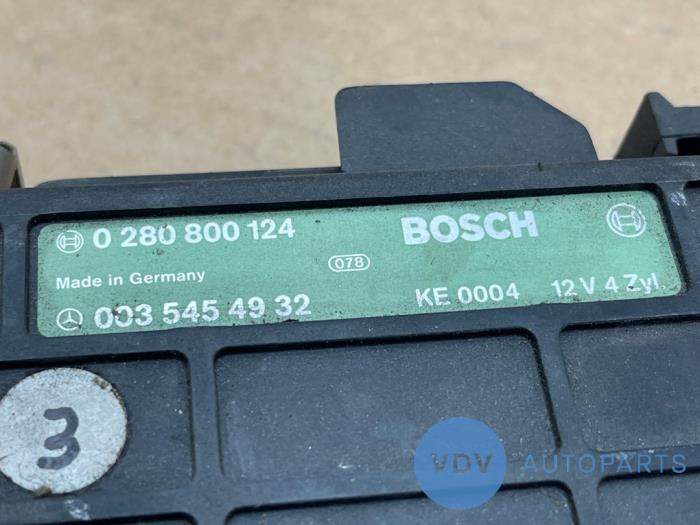 0 280 800 124 BOSCH
Made in Germany 078
003 545 49 32 KE 0004 12 V 4 Zyl.
3
VDV AUTOPARTS